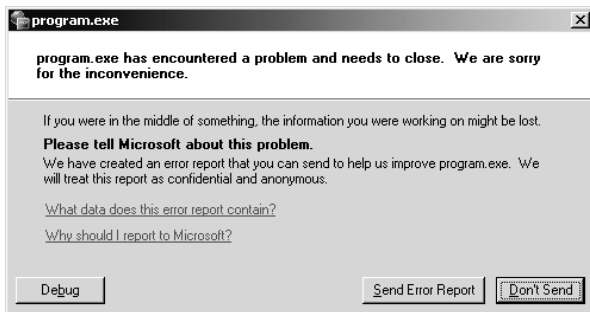 program.exe
program.exe has encountered a problem and needs to close. We are sorry
for the inconvenience.
If you were in the middle of something, the information you were working on might be lost.
Please tell Microsoft about this problem.
We have created an error report that you can send to help us improve program.exe. We
will treat this report as confidential and anonymous.
What data does this error report contain?
Why should I report to Microsoft?
Debug
Send Error Report
Don't Send